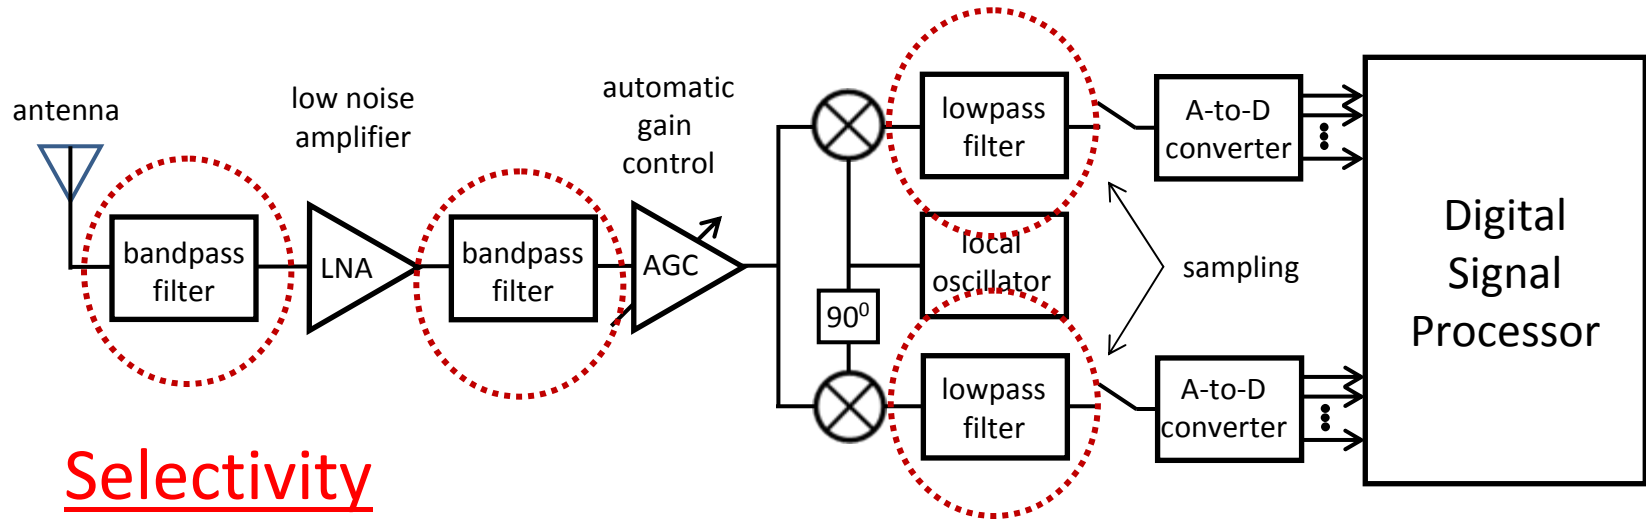 antenna
bandpass
filter
low noise
amplifier
LNA
bandpass
filter
automatic
gain
control
AGC
lowpass
filter
local
oscillator
90⁰
lowpass
filter
sampling
A-to-D
converter
A-to-D
converter
Digital
Signal
Processor
Selectivity